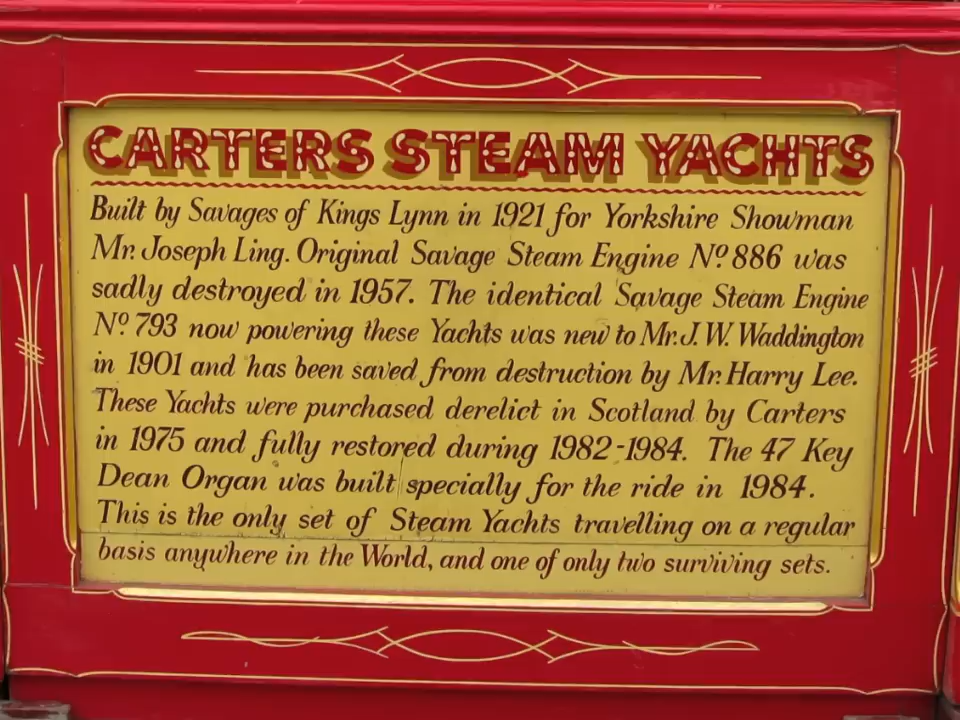 CARTERS STEAM YACHTS
Built by Savages of Kings Lynn in 1921 for Yorkshire Showman
Mr. Joseph Ling. Original Savage Steam Engine Nº 886 was
sadly destroyed in 1957. The identical Savage Steam Engine
Nº 793 now powering these Yachts was new to Mr. J. W. Waddington
in 1901 and has been saved from destruction by Mr. Harry Lee.
These Yachts were purchased derelict in Scotland by Carters
in 1975 and fully restored during 1982-1984. The 47 Key
Dean Organ was built specially for the ride in 1984.
This is the only set of Steam Yachts travelling on a regular
basis anywhere in the World, and one of only two surviving sets.